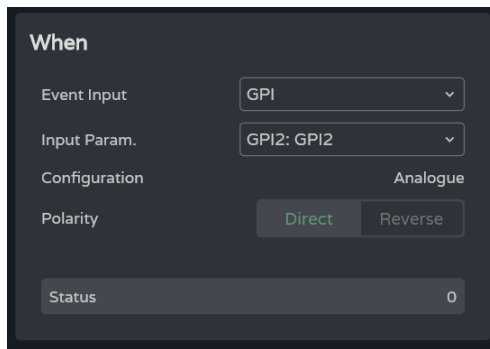 When
Event Input GPI
Input Param. GPI2: GPI2
Configuration Analogue
Polarity Direct Reverse
Status 0